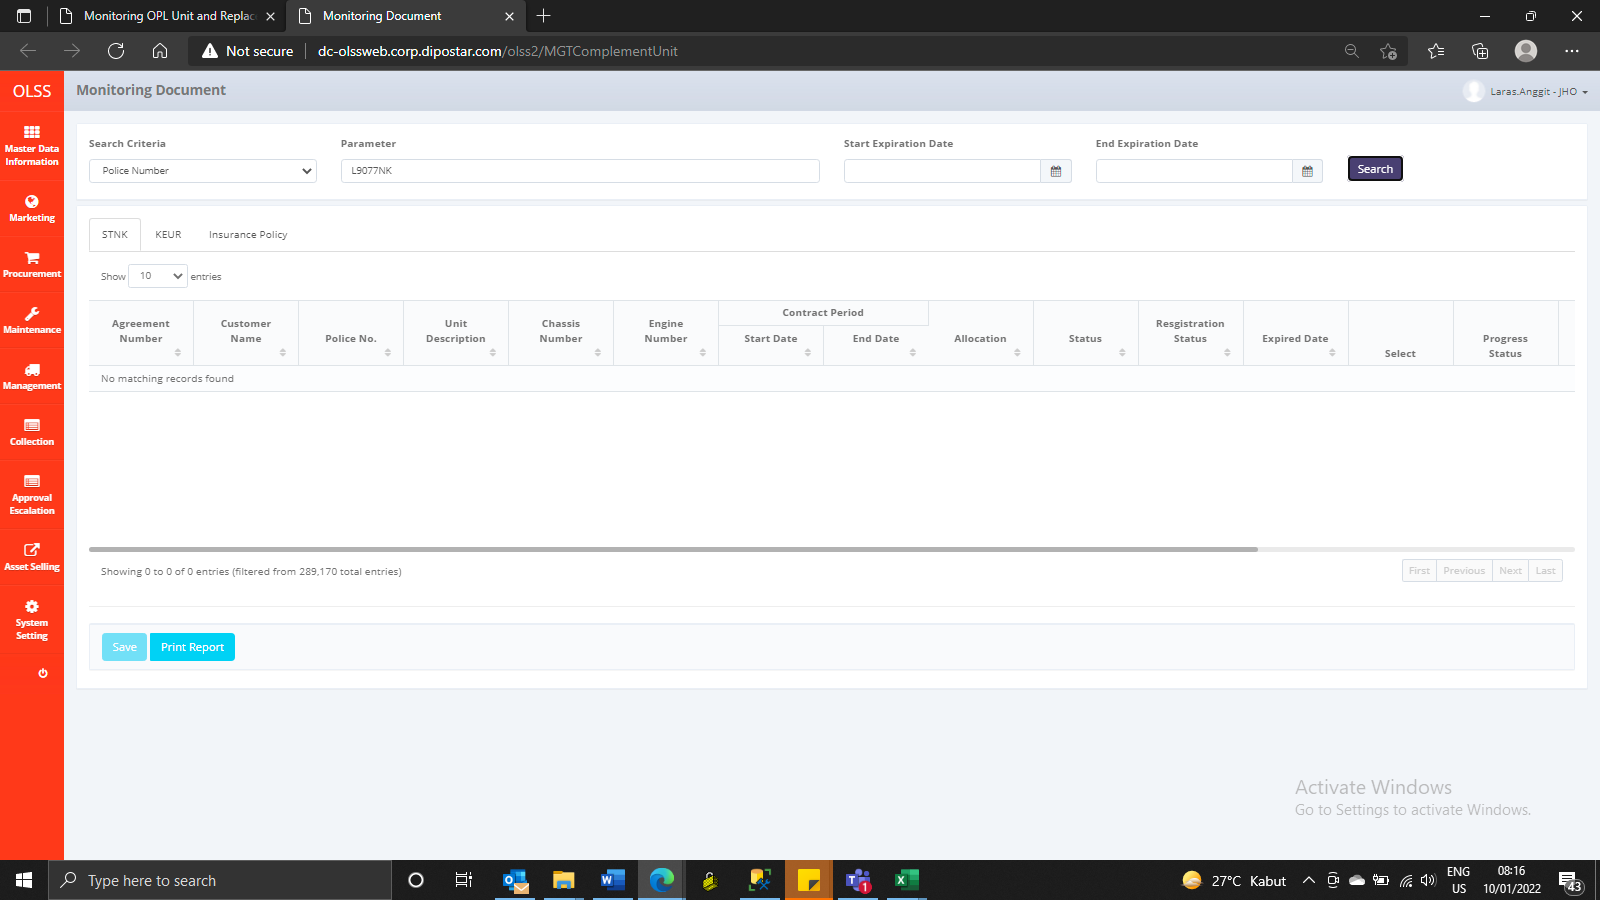 Monitoring OPL Unit and Replac
Monitoring Document
Not secure
dc-olssweb.corp.dipostar.com/olss2/MGTComplementUnit
OLSS
Monitoring Document
Laras.Anggit - JHO
Master Data
Information
Marketing
Procurement
Maintenance
Management
Collection
Approval
Escalation
Asset Selling
System
Setting
Search Criteria
Parameter
Start Expiration Date
End Expiration Date
Police Number
L9077NK
Search
STNK
KEUR
Insurance Policy
Show 10 entries
Agreement
Number
Customer
Name
Police No.
Unit
Description
Chassis
Number
Engine
Number
Contract Period
Start Date
End Date
Allocation
Status
Resgistration
Status
Expired Date
Select
Progress
Status
No matching records found
Showing 0 to 0 of 0 entries (filtered from 289,170 total entries)
First
Previous
Next
Last
Save
Print Report
Activate Windows
Go to Settings to activate Windows.
Type here to search
1
27°C Kabut
ENG
US
08:16
10/01/2022
43